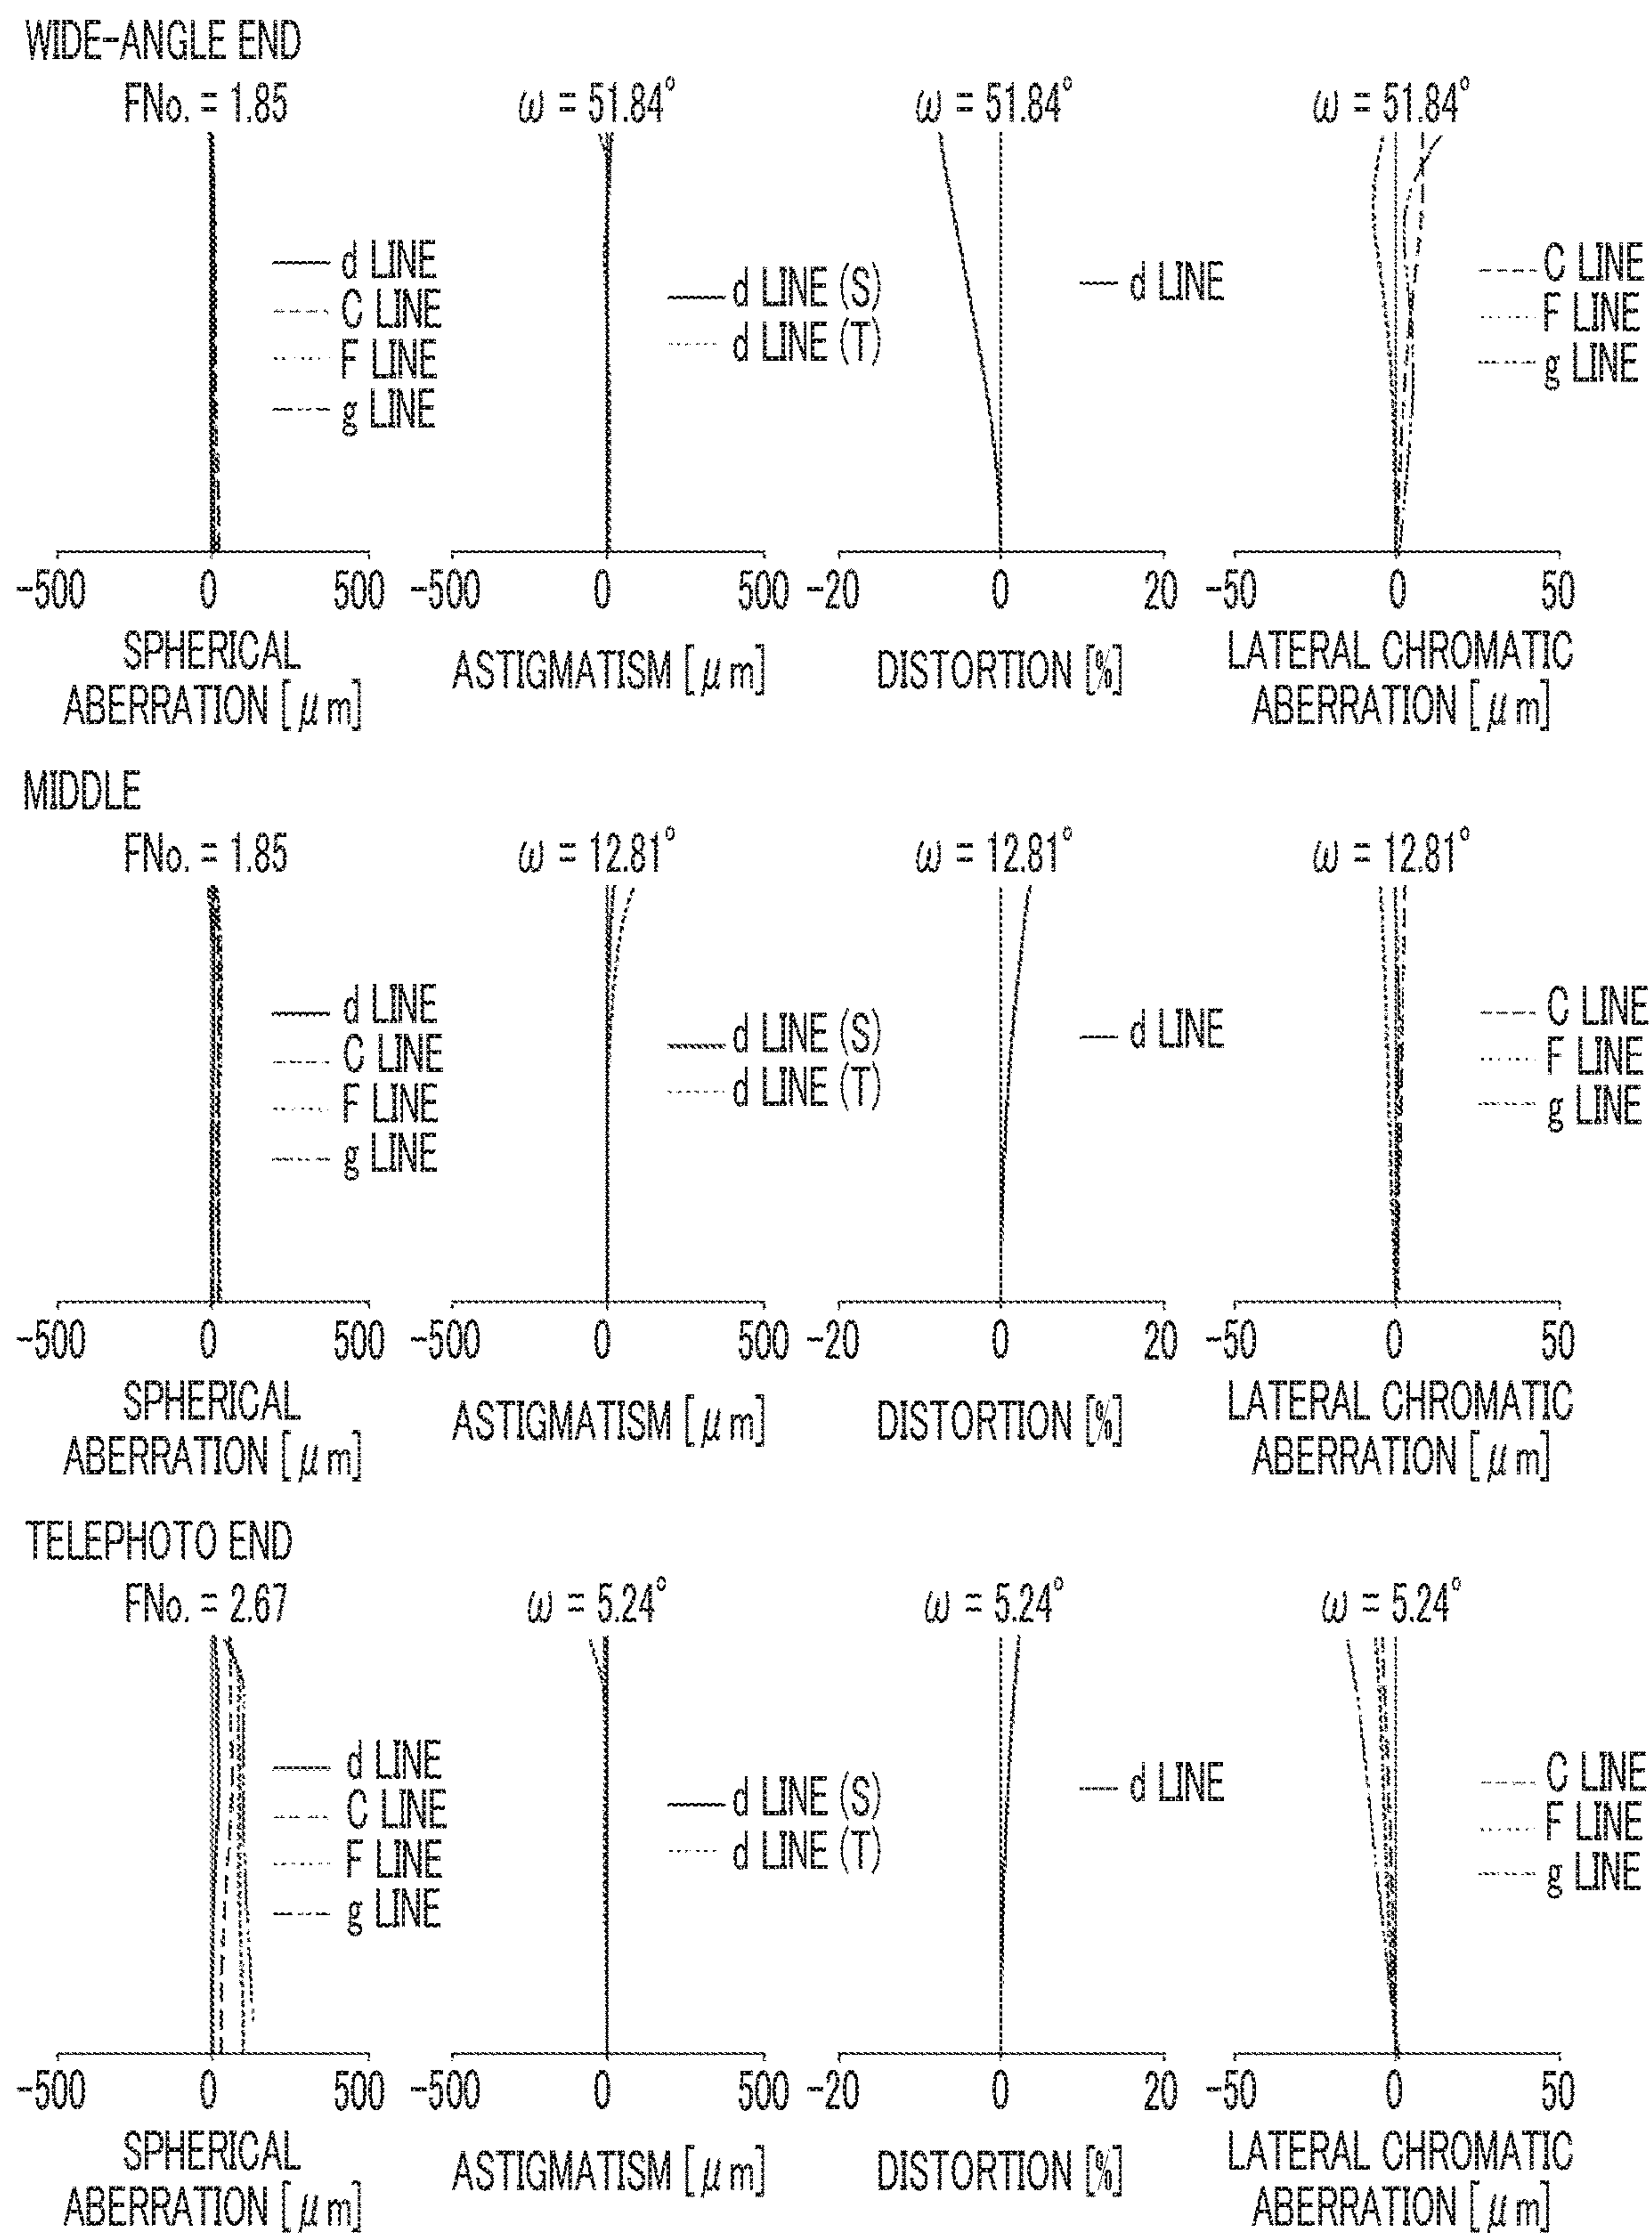 WIDE-ANGLE END
FNo. = 1.85
ω = 51.84°
ω = 51.84°
ω = 51.84°
d LINE
C LINE
F LINE
g LINE
d LINE (S)
d LINE (T)
d LINE
C LINE
F LINE
g LINE
-500 0 500
-500 0 500
-20 0 20
-50 0 50
SPHERICAL
ABERRATION [μm]
ASTIGMATISM [μm]
DISTORTION [%]
LATERAL CHROMATIC
ABERRATION [μm]
MIDDLE
FNo. = 1.85
ω = 12.81°
ω = 12.81°
ω = 12.81°
d LINE
C LINE
F LINE
g LINE
d LINE (S)
d LINE (T)
d LINE
C LINE
F LINE
g LINE
-500 0 500
-500 0 500
-20 0 20
-50 0 50
SPHERICAL
ABERRATION [μm]
ASTIGMATISM [μm]
DISTORTION [%]
LATERAL CHROMATIC
ABERRATION [μm]
TELEPHOTO END
FNo. = 2.67
ω = 5.24°
ω = 5.24°
ω = 5.24°
d LINE
C LINE
F LINE
g LINE
d LINE (S)
d LINE (T)
d LINE
C LINE
F LINE
g LINE
-500 0 500
-500 0 500
-20 0 20
-50 0 50
SPHERICAL
ABERRATION [μm]
ASTIGMATISM [μm]
DISTORTION [%]
LATERAL CHROMATIC
ABERRATION [μm]